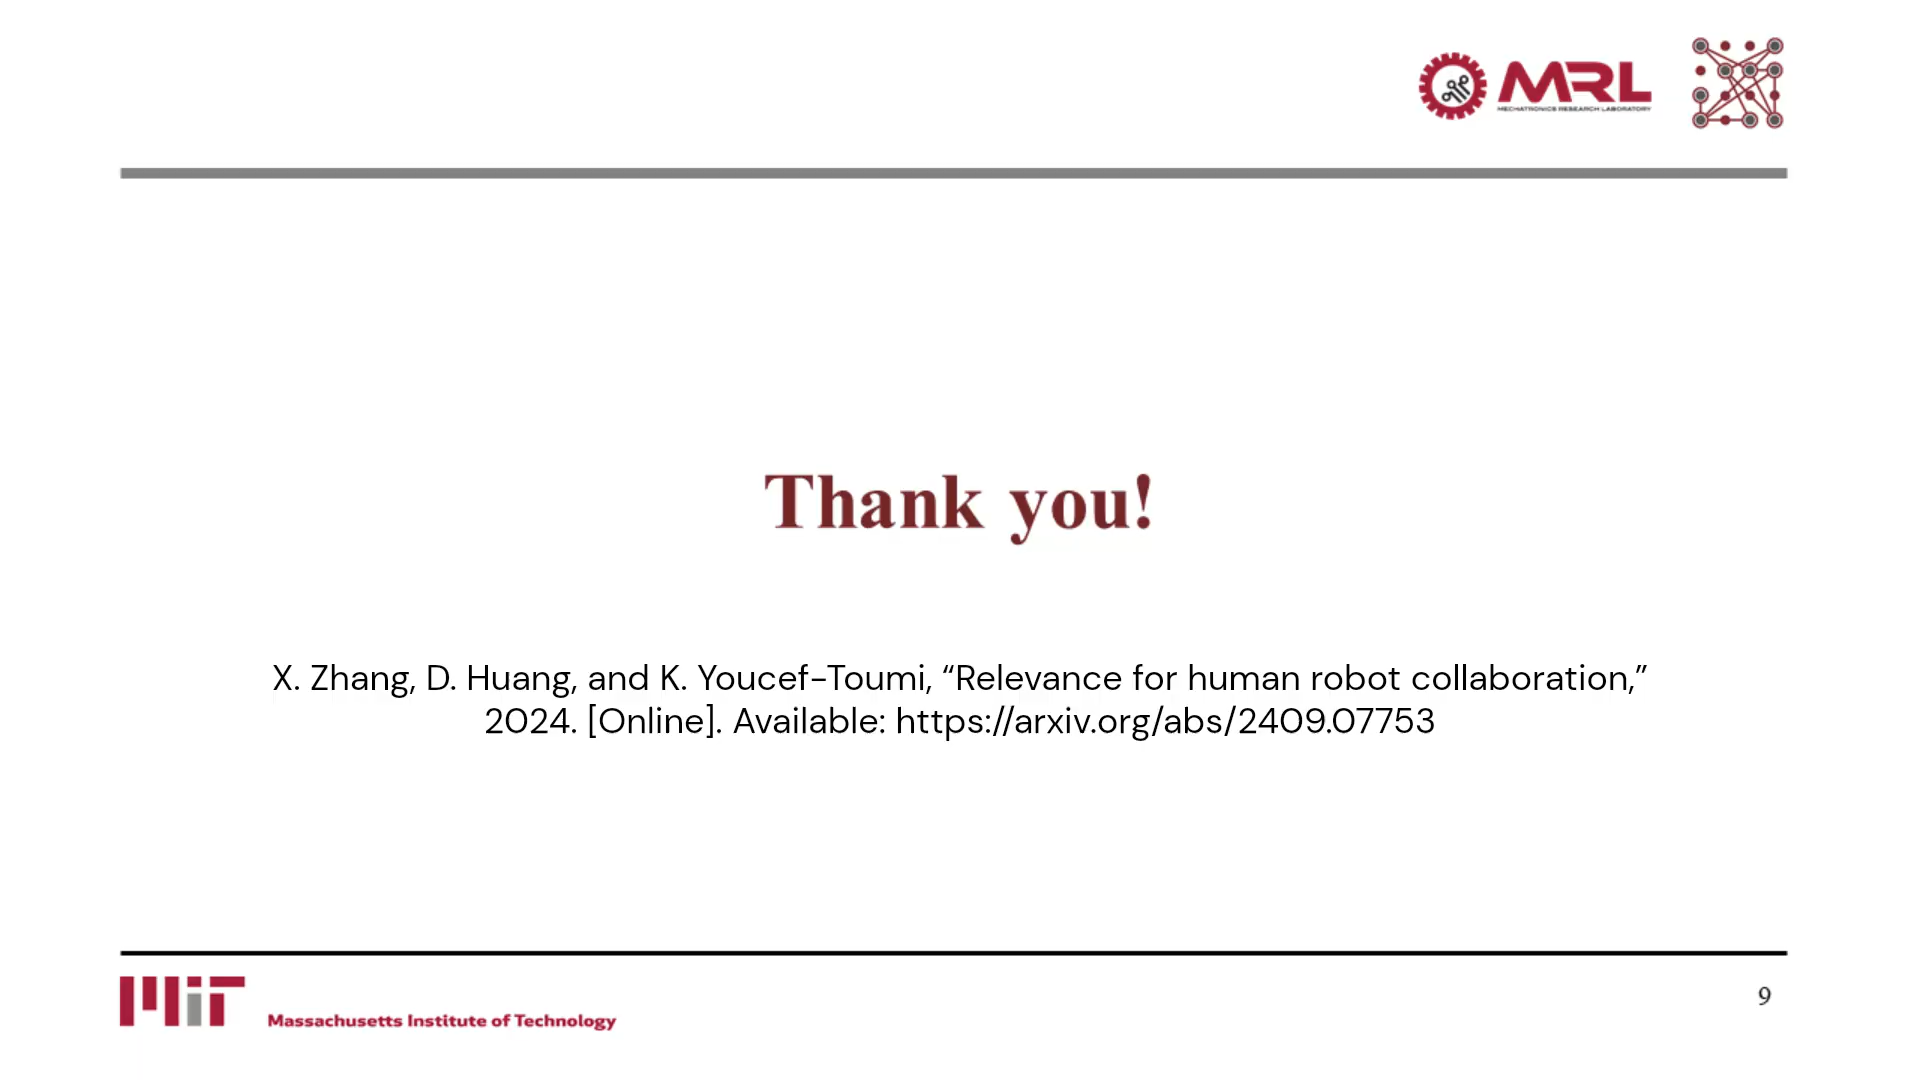 MRL
MECHATRONICS RESEARCH LABORATORY
Thank you!
X. Zhang, D. Huang, and K. Youcef-Toumi, “Relevance for human robot collaboration,”
2024. [Online]. Available: https://arxiv.org/abs/2409.07753
MIT
Massachusetts Institute of Technology
9